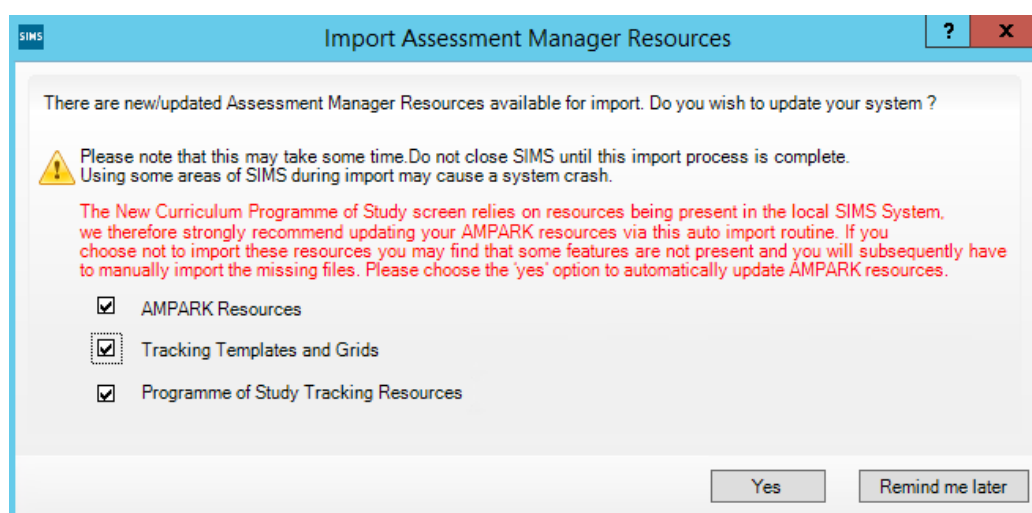 SIMS
Import Assessment Manager Resources
? x
There are new/updated Assessment Manager Resources available for import. Do you wish to update your system ?
Please note that this may take some time.Do not close SIMS until this import process is complete.
Using some areas of SIMS during import may cause a system crash.
The New Curriculum Programme of Study screen relies on resources being present in the local SIMS System,
we therefore strongly recommend updating your AMPARK resources via this auto import routine. If you
choose not to import these resources you may find that some features are not present and you will subsequently have
to manually import the missing files. Please choose the 'yes' option to automatically update AMPARK resources.
AMPARK Resources
Tracking Templates and Grids
Programme of Study Tracking Resources
Yes
Remind me later